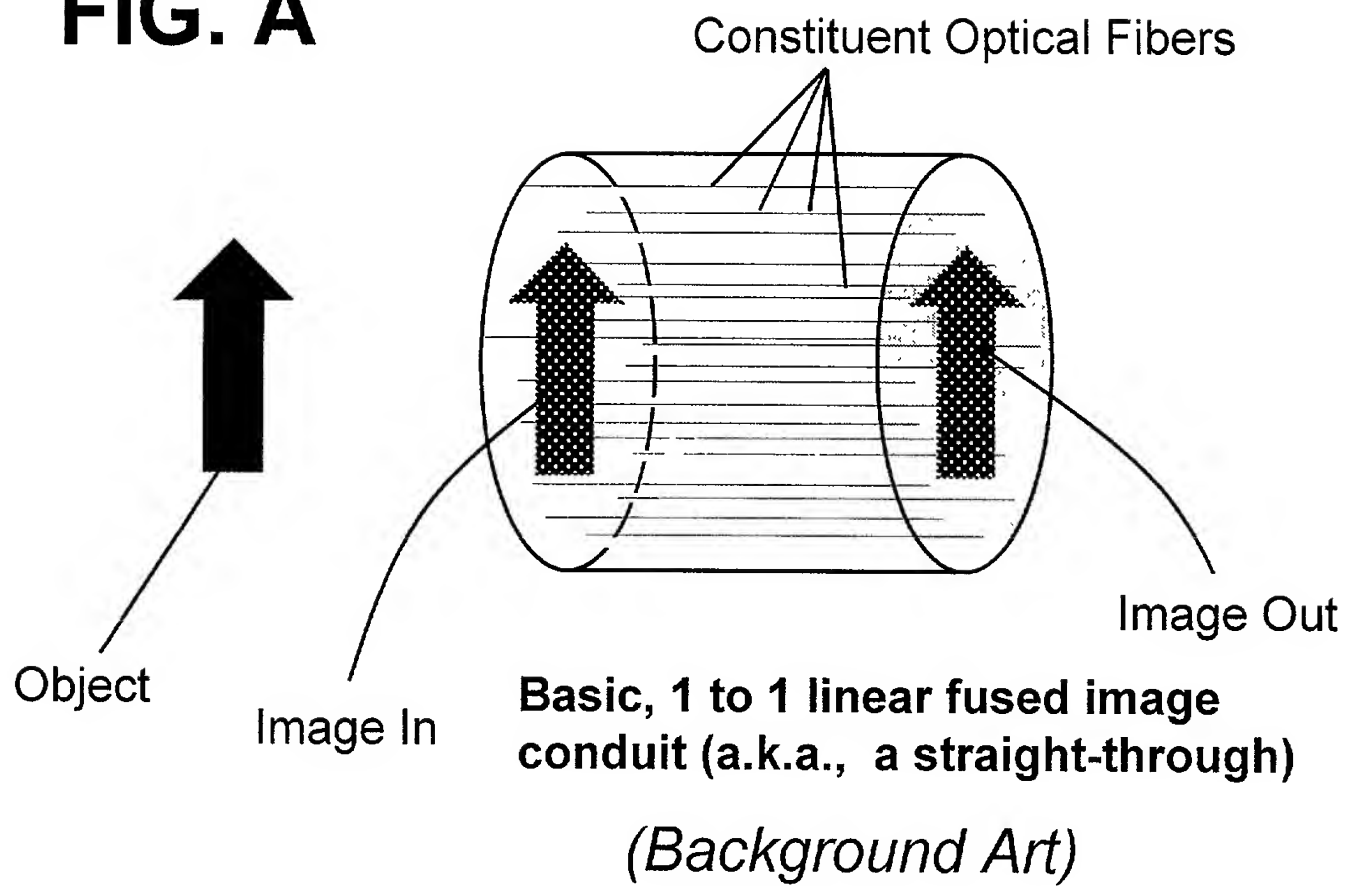 FIG. A
Constituent Optical Fibers
Object
Image In
Image Out
Basic, 1 to 1 linear fused image
conduit (a.k.a., a straight-through)
(Background Art)